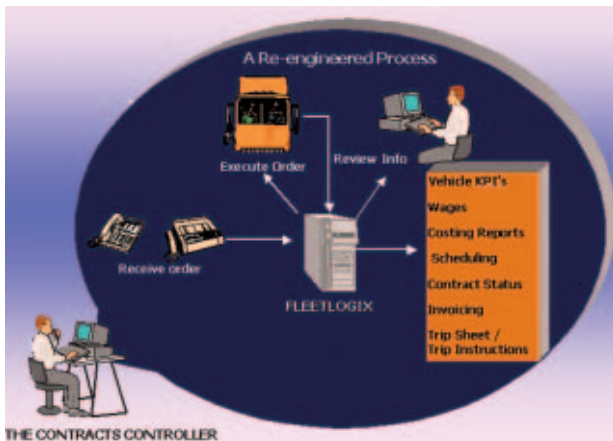 A Re-engineered Process
Execute Order
Review Info
Vehicle KPI's
Wages
Costing Reports
Scheduling
Contract Status
Invoicing
Trip Sheet /
Trip Instructions
Receive order
FLEETLOGIX
THE CONTRACTS CONTROLLER